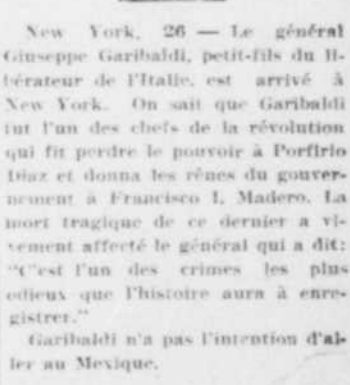 New York, 26 — Le général
Giuseppe Garibaldi, petit-fils du li-
bérateur de l'Italie, est arrivé à
New York. On sait que Garibaldi
fut l'un des chefs de la révolution
qui fit perdre le pouvoir à Porfirio
Diaz et donna les rênes du gouver-
nement à Francisco I. Madero. La
mort tragique de ce dernier a vi-
vement affecté le général qui a dit:
"C'est l'un des crimes les plus
odieux que l'histoire aura à enre-
gistrer."
Garibaldi n'a pas l'intention d'al-
ler au Mexique.